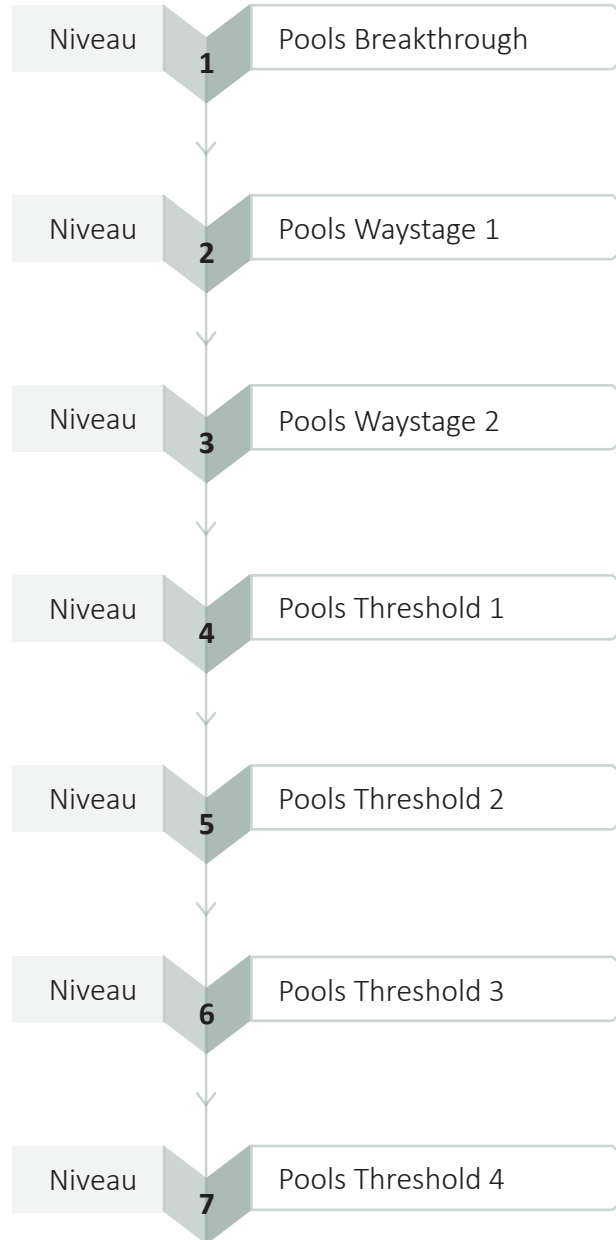 Niveau 1 Pools Breakthrough
Niveau 2 Pools Waystage 1
Niveau 3 Pools Waystage 2
Niveau 4 Pools Threshold 1
Niveau 5 Pools Threshold 2
Niveau 6 Pools Threshold 3
Niveau 7 Pools Threshold 4